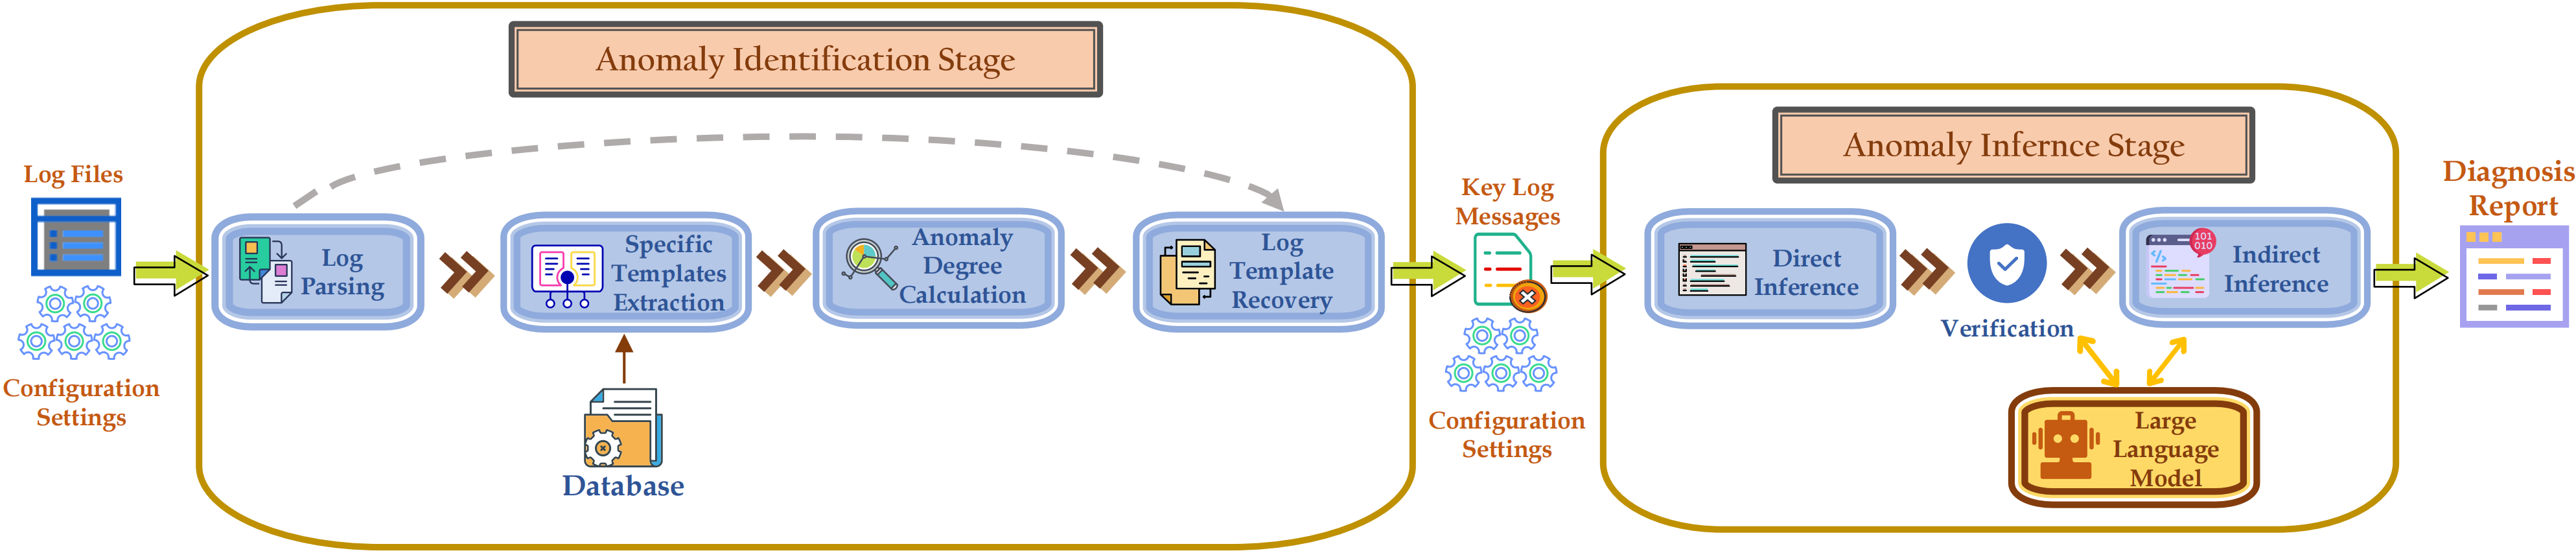 Anomaly Identification Stage
Log Files
Configuration
Settings
Log
Parsing
Specific
Templates
Extraction
Anomaly
Degree
Calculation
Log
Template
Recovery
Database
Key Log
Messages
Configuration
Settings
Anomaly Infernce Stage
Direct
Inference
Verification
101
010
Indirect
Inference
Large
Language
Model
Diagnosis
Report